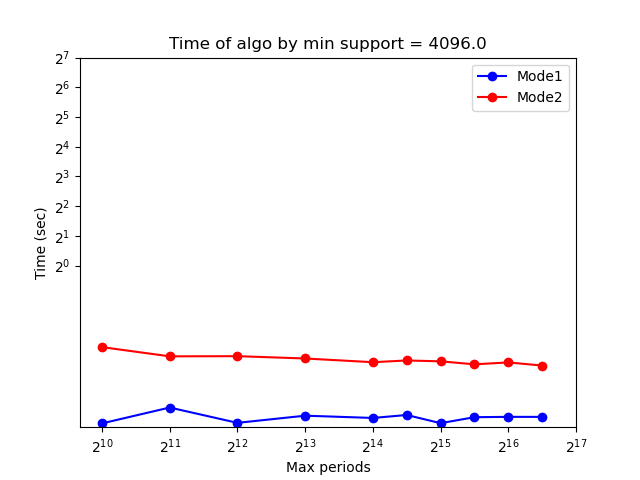 Time of algo by min support = 4096.0
2^7
2^6
2^5
2^4
2^3
2^2
2^1
2^0
Time (sec)
Mode1
Mode2
2^10 2^11 2^12 2^13 2^14 2^15 2^16 2^17
Max periods